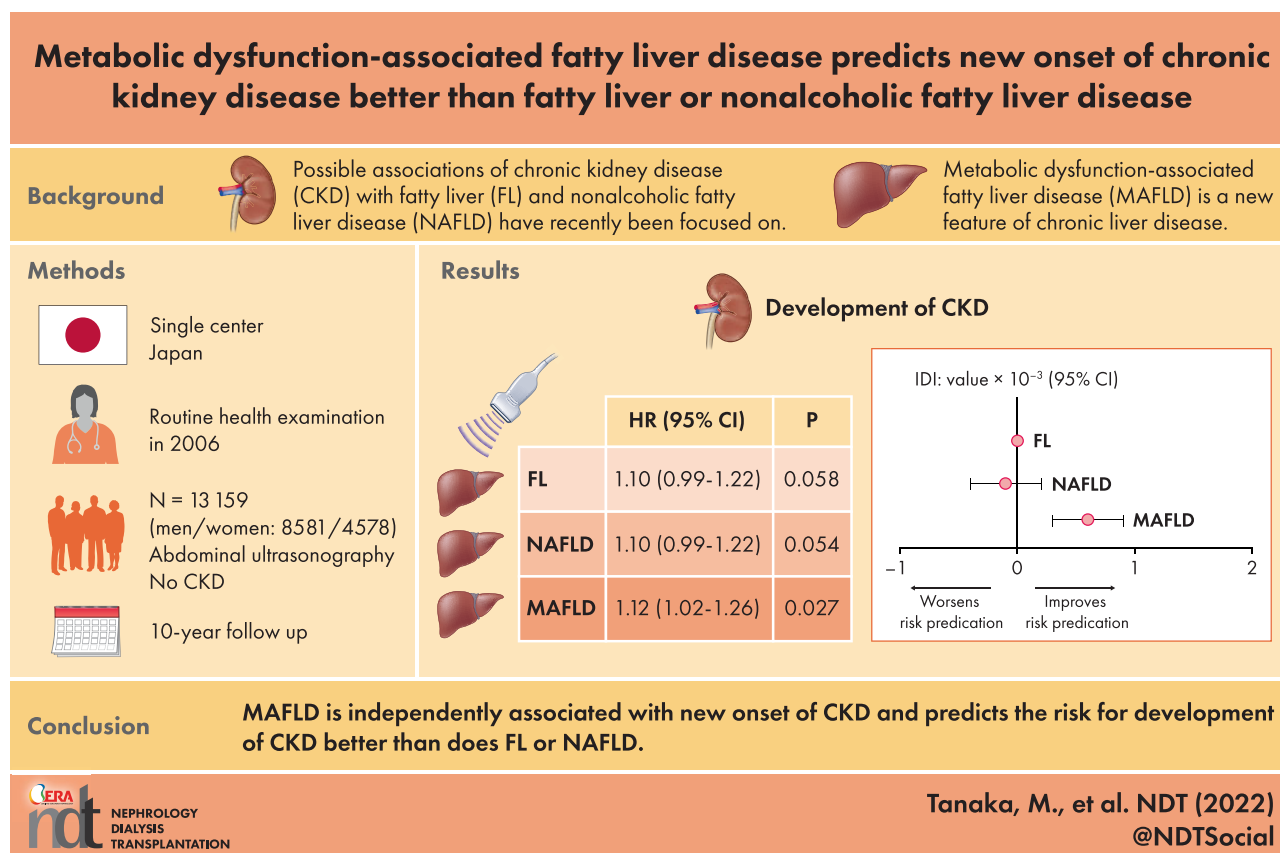 Metabolic dysfunction-associated fatty liver disease predicts new onset of chronic
kidney disease better than fatty liver or nonalcoholic fatty liver disease
Background
Possible associations of chronic kidney disease
(CKD) with fatty liver (FL) and nonalcoholic fatty
liver disease (NAFLD) have recently been focused on.
Metabolic dysfunction-associated
fatty liver disease (MAFLD) is a new
feature of chronic liver disease.
Methods
Single center
Japan
Routine health examination
in 2006
N = 13 159
(men/women: 8581/4578)
Abdominal ultrasonography
No CKD
10-year follow up
Results
Development of CKD
HR (95% CI) P
FL 1.10 (0.99-1.22) 0.058
NAFLD 1.10 (0.99-1.22) 0.054
MAFLD 1.12 (1.02-1.26) 0.027
IDI: value × 10⁻³ (95% CI)
FL
NAFLD
MAFLD
–1 0 1 2
Worsens
risk predication
Improves
risk predication
Conclusion
MAFLD is independently associated with new onset of CKD and predicts the risk for development
of CKD better than does FL or NAFLD.
ERA
ndt
NEPHROLOGY
DIALYSIS
TRANSPLANTATION
Tanaka, M., et al. NDT (2022)
@NDTSocial